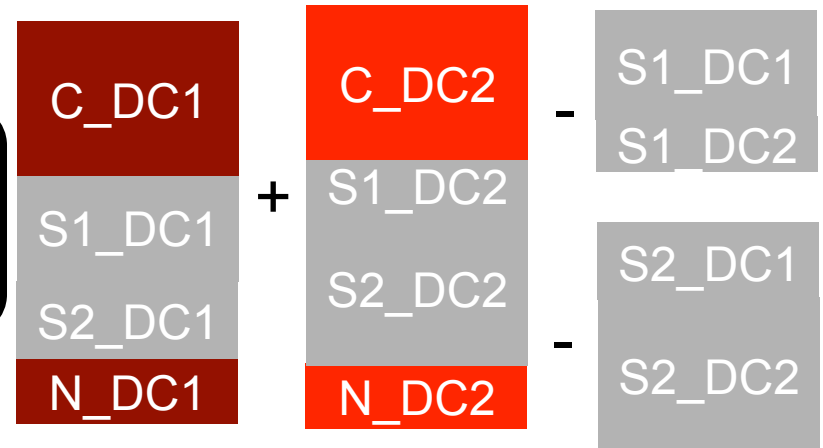 C_DC1
S1_DC1
S2_DC1
N_DC1
+
C_DC2
S1_DC2
S2_DC2
N_DC2
-
S1_DC1
S1_DC2
-
S2_DC1
S2_DC2